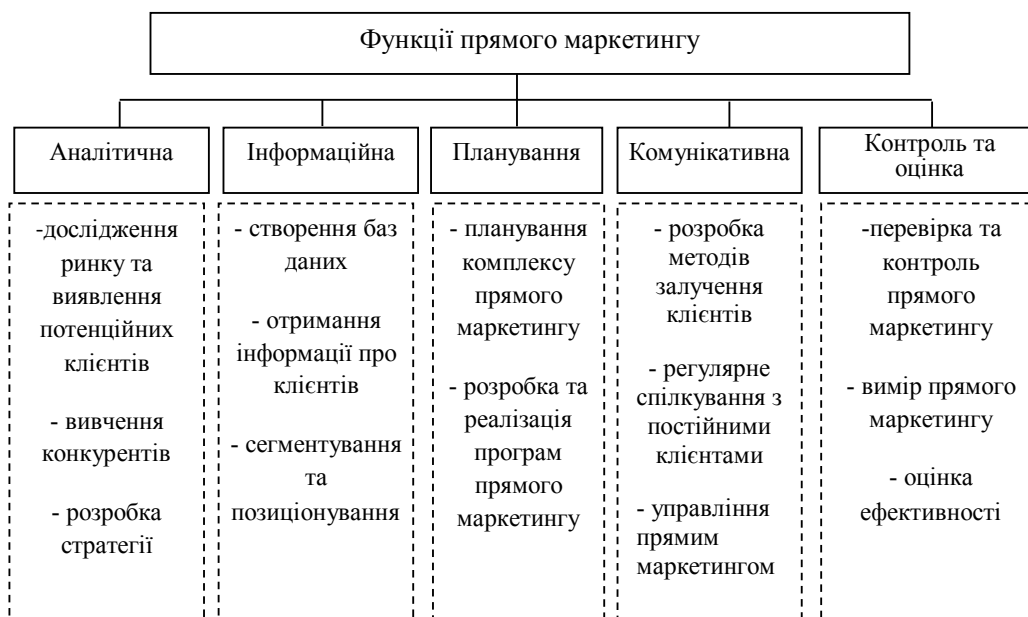 Функції прямого маркетингу
Аналітична
Інформаційна
Планування
Комунікативна
Контроль та
оцінка
-дослідження
ринку та
виявлення
потенційних
клієнтів
- вивчення
конкурентів
- розробка
стратегії
- створення баз
даних
- отримання
інформації про
клієнтів
- сегментування
та
позиціонування
- планування
комплексу
прямого
маркетингу
- розробка та
реалізація
програм
прямого
маркетингу
- розробка
методів
залучення
клієнтів
- регулярне
спілкування з
постійними
клієнтами
- управління
прямим
маркетингом
-перевірка та
контроль
прямого
маркетингу
- вимір прямого
маркетингу
- оцінка
ефективності